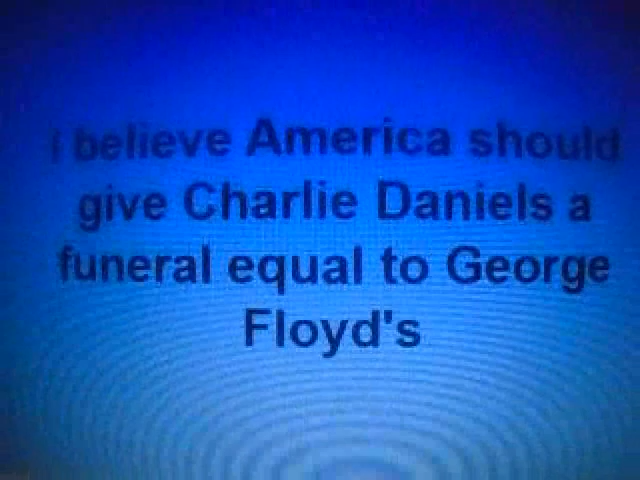 i believe America should
give Charlie Daniels a
funeral equal to George
Floyd's